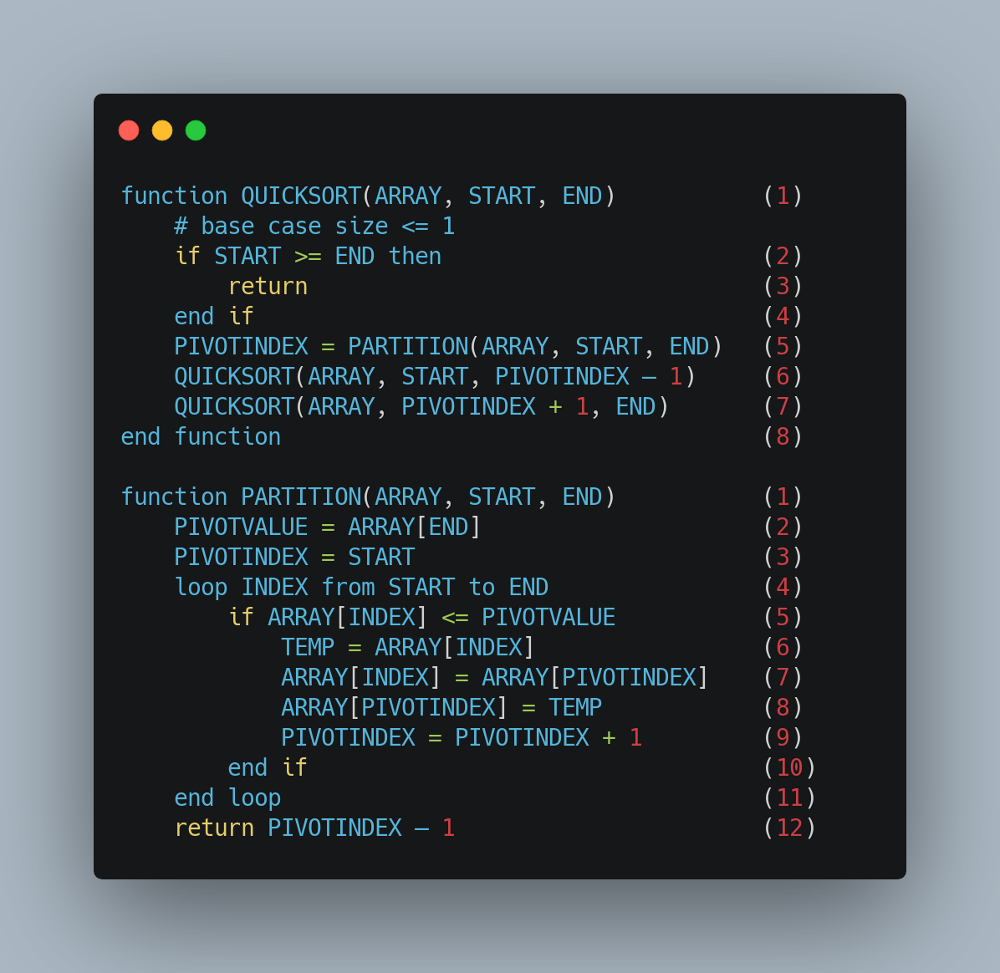 function QUICKSORT(ARRAY, START, END) (1)
# base case size <= 1
if START >= END then (2)
return (3)
end if (4)
PIVOTINDEX = PARTITION(ARRAY, START, END) (5)
QUICKSORT(ARRAY, START, PIVOTINDEX – 1) (6)
QUICKSORT(ARRAY, PIVOTINDEX + 1, END) (7)
end function (8)
function PARTITION(ARRAY, START, END) (1)
PIVOTVALUE = ARRAY[END] (2)
PIVOTINDEX = START (3)
loop INDEX from START to END (4)
if ARRAY[INDEX] <= PIVOTVALUE (5)
TEMP = ARRAY[INDEX] (6)
ARRAY[INDEX] = ARRAY[PIVOTINDEX] (7)
ARRAY[PIVOTINDEX] = TEMP (8)
PIVOTINDEX = PIVOTINDEX + 1 (9)
end if (10)
end loop (11)
return PIVOTINDEX – 1 (12)